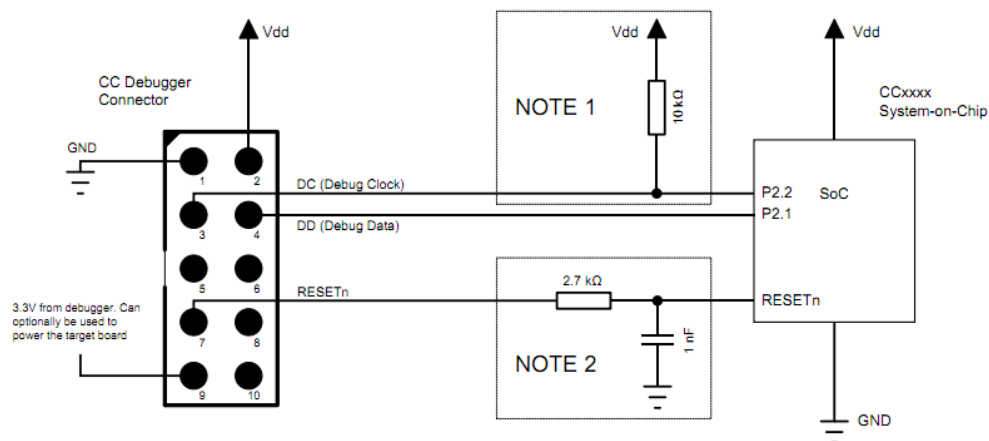 Vdd
Vdd
Vdd
CC Debugger
Connector
CCxxxx
System-on-Chip
NOTE 1
10 kΩ
GND
1
2
DC (Debug Clock)
P2.2
SoC
3
4
DD (Debug Data)
P2.1
5
6
2.7 kΩ
RESETn
RESETn
3.3V from debugger. Can
optionally be used to
power the target board
7
8
1 nF
NOTE 2
9
10
GND